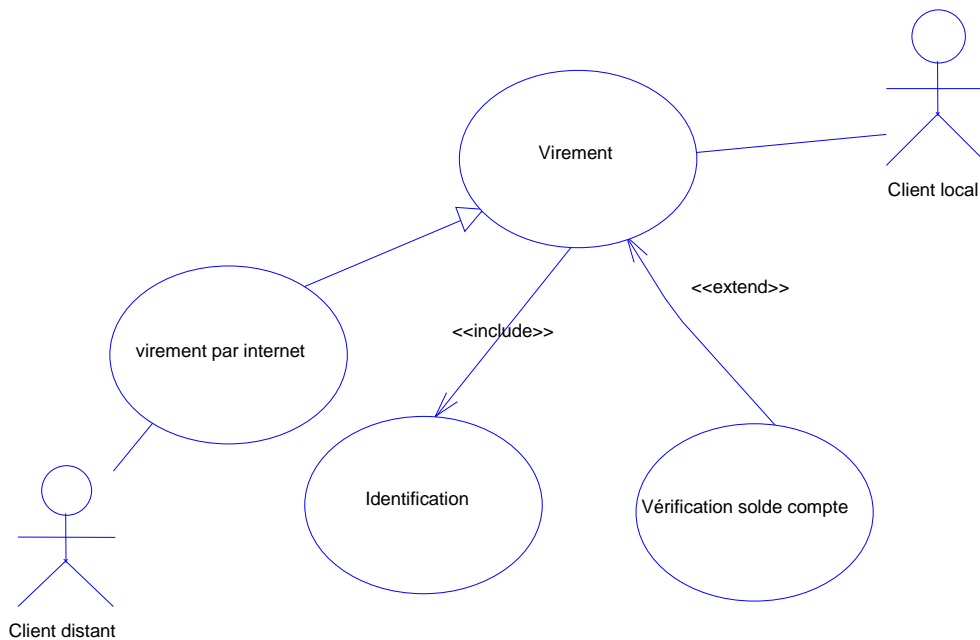 Virement
Client local
<<extend>>
<<include>>
virement par internet
Identification
Vérification solde compte
Client distant